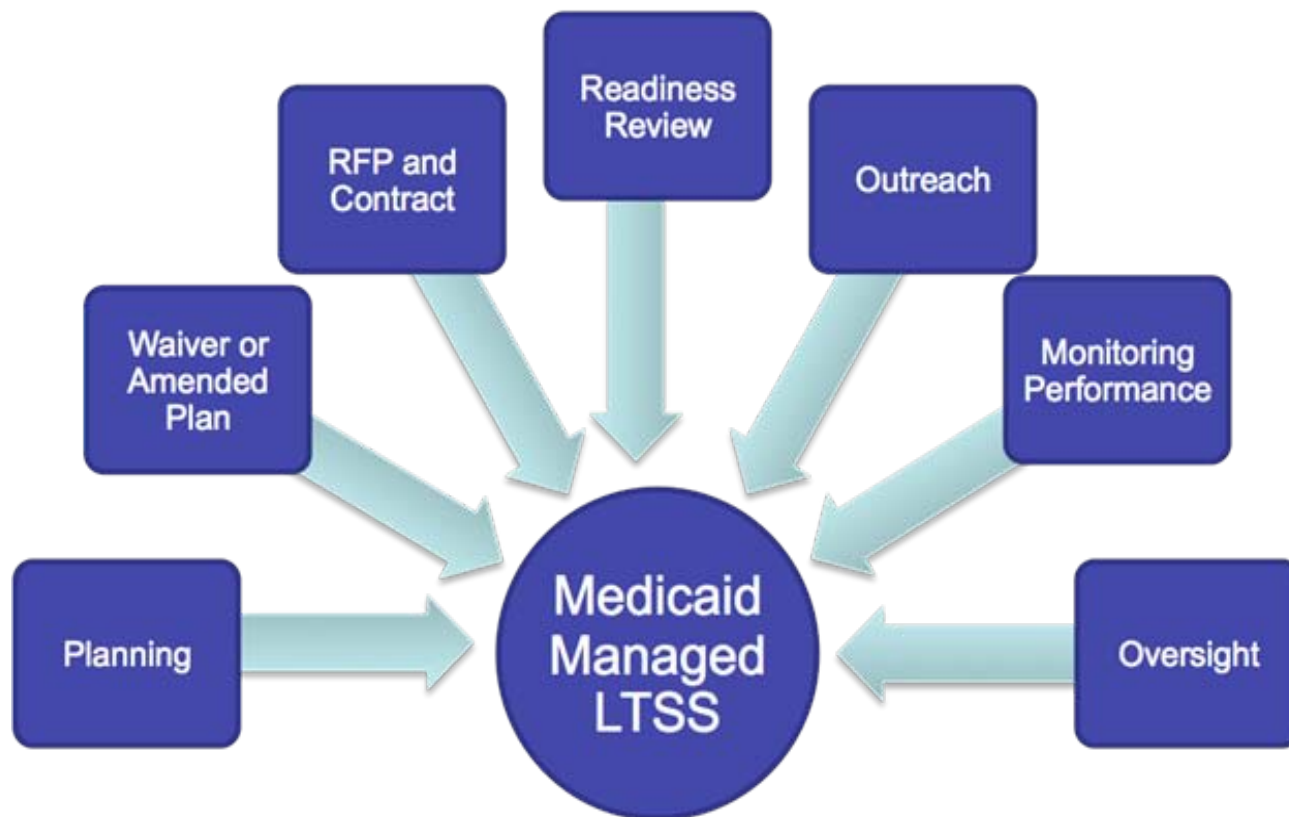 Planning
Waiver or
Amended
Plan
RFP and
Contract
Readiness
Review
Outreach
Monitoring
Performance
Oversight
Medicaid
Managed
LTSS